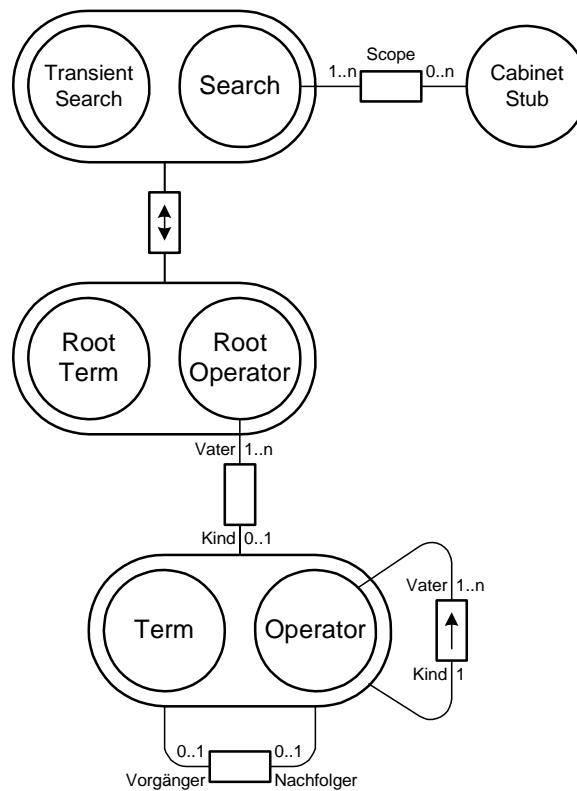 Scope
Transient
Search
Search
1..n
0..n
Cabinet
Stub
Root
Term
Root
Operator
Vater 1..n
Kind 0..1
Term
Operator
Vater 1..n
Kind 1
0..1
0..1
Vorgänger
Nachfolger